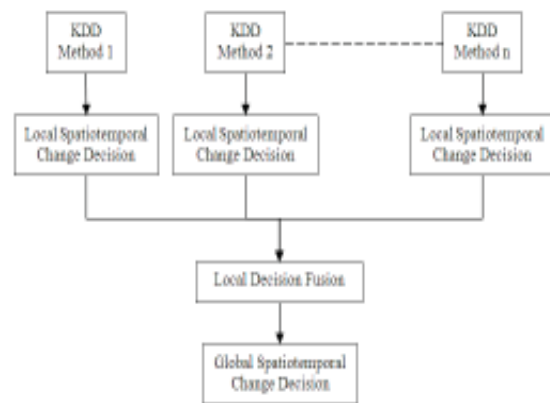 KDD
Method 1
KDD
Method 2
KDD
Method n
Local Spatiotemporal
Change Decision
Local Spatiotemporal
Change Decision
Local Spatiotemporal
Change Decision
Local Decision Fusion
Global Spatiotemporal
Change Decision